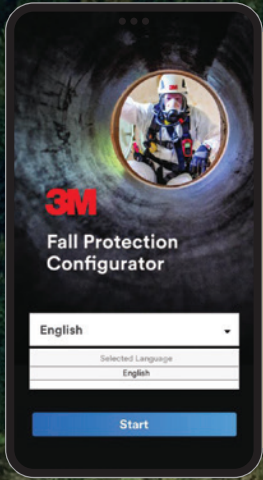 3M
Fall Protection
Configurator
English
Selected Language
English
Start